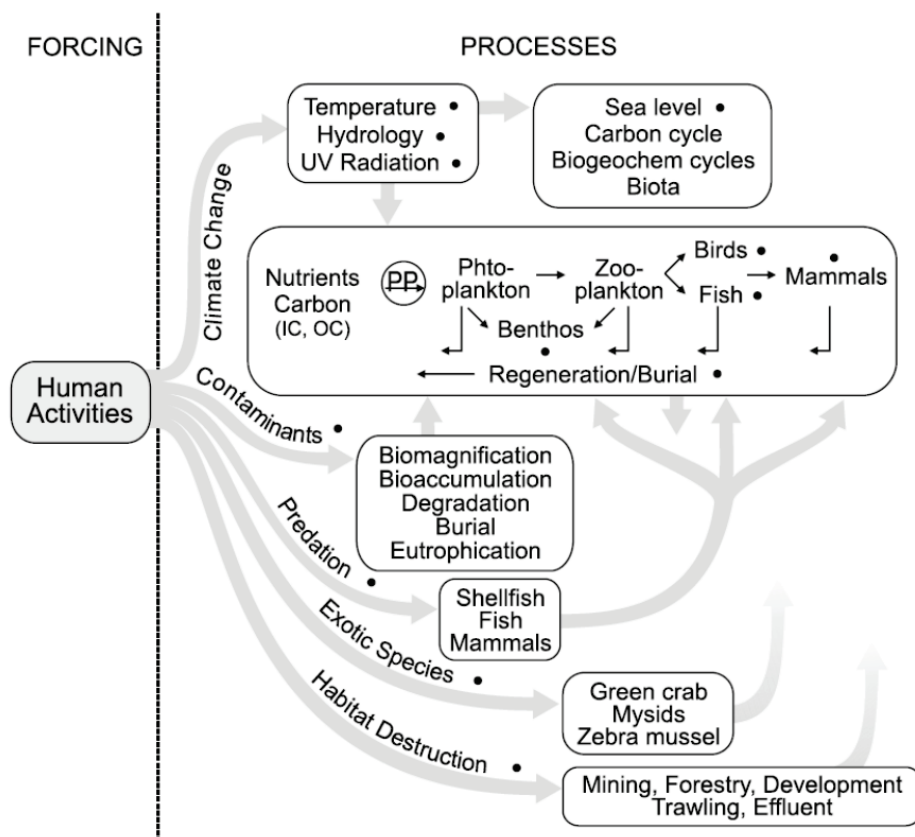 FORCING
PROCESSES
Temperature •
Hydrology •
UV Radiation •
Sea level •
Carbon cycle
Biogeochem cycles
Biota
Climate Change
Nutrients
Carbon
(IC, OC)
PP
Phto-
plankton
Zoo-
plankton
Birds •
Fish •
Mammals
Benthos
Regeneration/Burial •
Human
Activities
Contaminants •
Biomagnification
Bioaccumulation
Degradation
Burial
Eutrophication
Predation •
Shellfish
Fish
Mammals
Exotic Species •
Green crab
Mysids
Zebra mussel
Habitat Destruction •
Mining, Forestry, Development
Trawling, Effluent